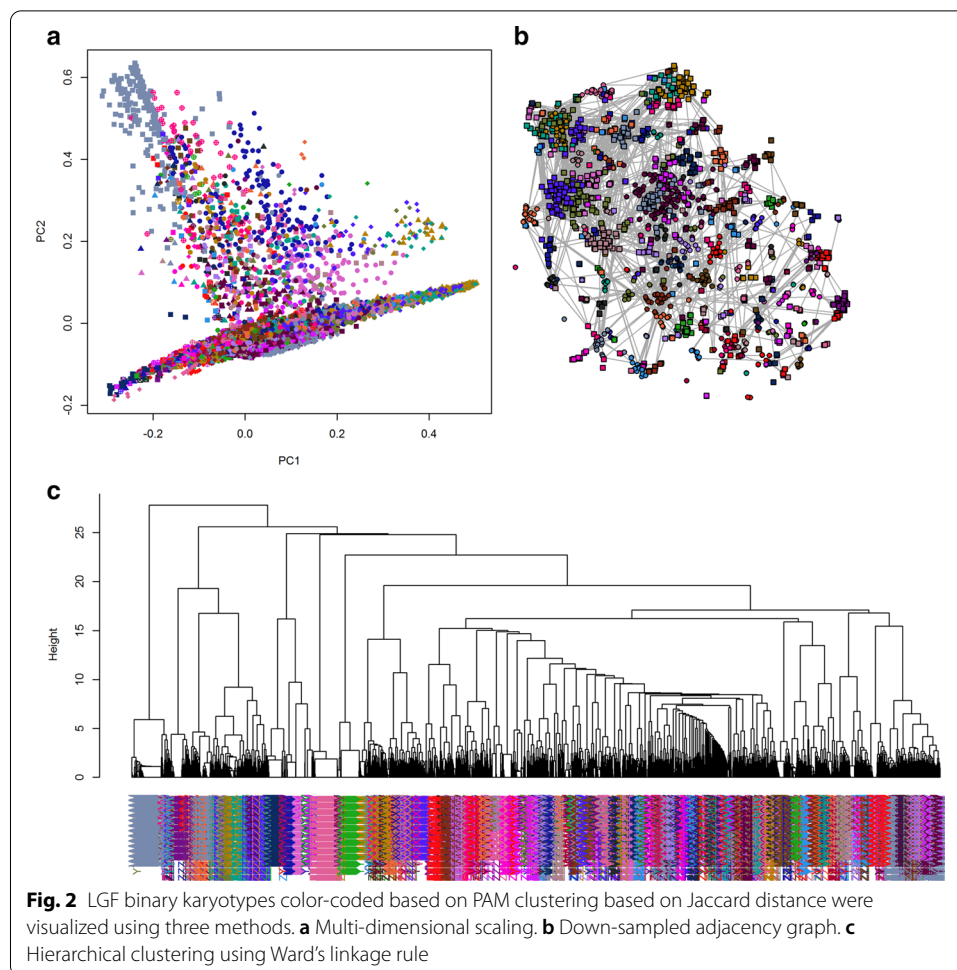 a
b
0.6
0.4
0.2
0.0
-0.2
PC2
-0.2
0.0
0.2
0.4
PC1
c
25
20
15
10
5
0
Height
Fig. 2 LGF binary karyotypes color-coded based on PAM clustering based on Jaccard distance were
visualized using three methods. a Multi-dimensional scaling. b Down-sampled adjacency graph. c
Hierarchical clustering using Ward's linkage rule